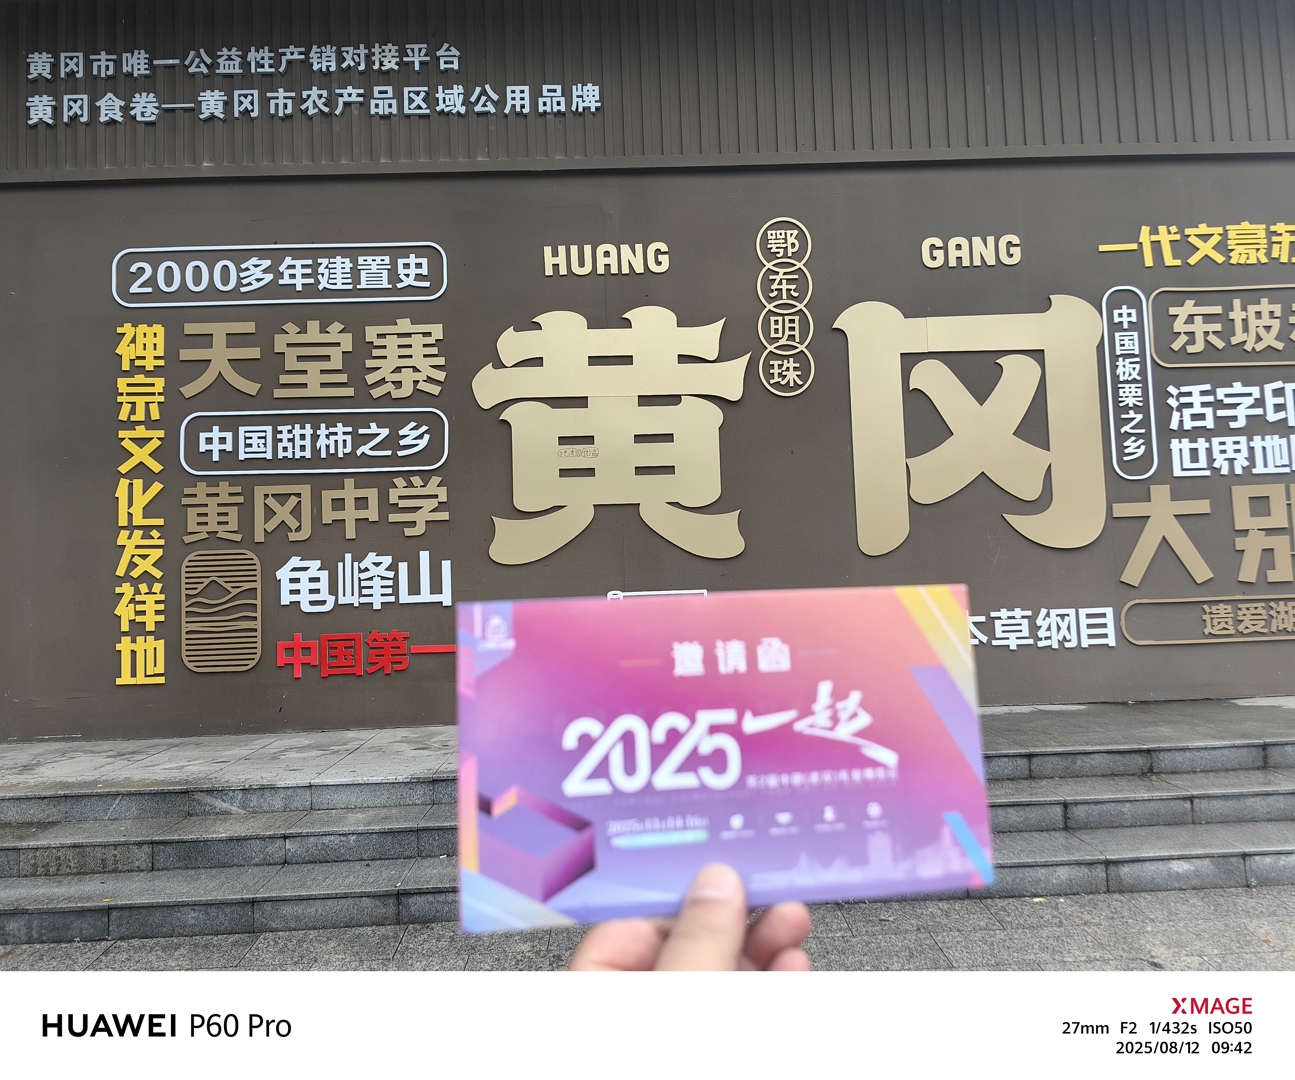 黄冈市唯一公益性产销对接平台
黄冈食卷—黄冈市农产品区域公用品牌
2000多年建置史
禅宗文化发祥地
天堂寨
中国甜柿之乡
黄冈中学
龟峰山
中国第一
HUANG
黄
鄂东明珠
GANG
冈
一代文豪苏
中国板栗之乡
东坡赤
活字印
世界地
大别
本草纲目
遗爱湖
邀请函
2025一起
HUAWEI P60 Pro
XMAGE
27mm F2 1/432s ISO50
2025/08/12 09:42